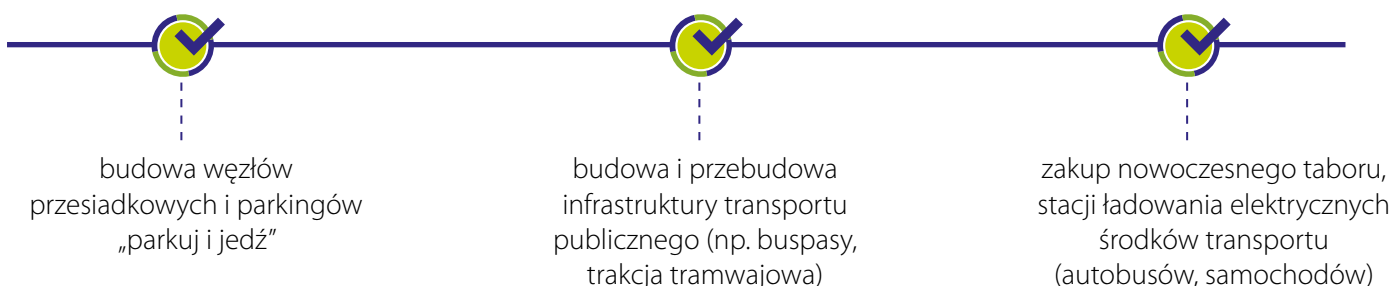 budowa węzłów
przesiadkowych i parkingów
„parkuj i jedź”
budowa i przebudowa
infrastruktury transportu
publicznego (np. buspasy,
trakcja tramwajowa)
zakup nowoczesnego taboru,
stacji ładowania elektrycznych
środków transportu
(autobusów, samochodów)